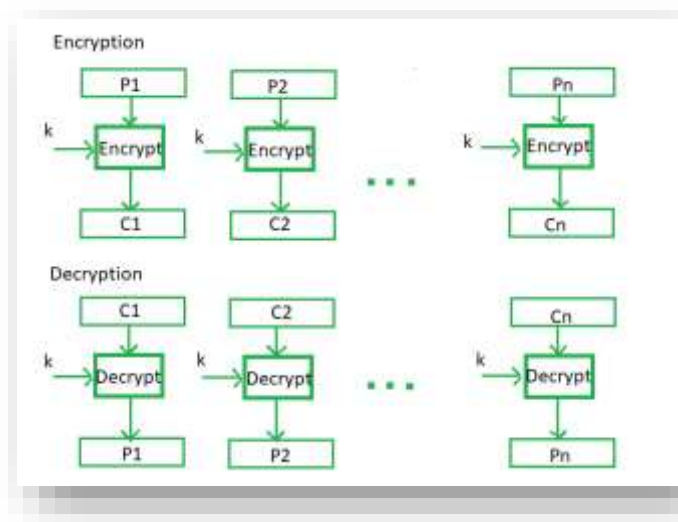 Encryption
P1 P2 Pn
k Encrypt k Encrypt k Encrypt
C1 C2 Cn
Decryption
C1 C2 Cn
k Decrypt k Decrypt k Decrypt
P1 P2 Pn